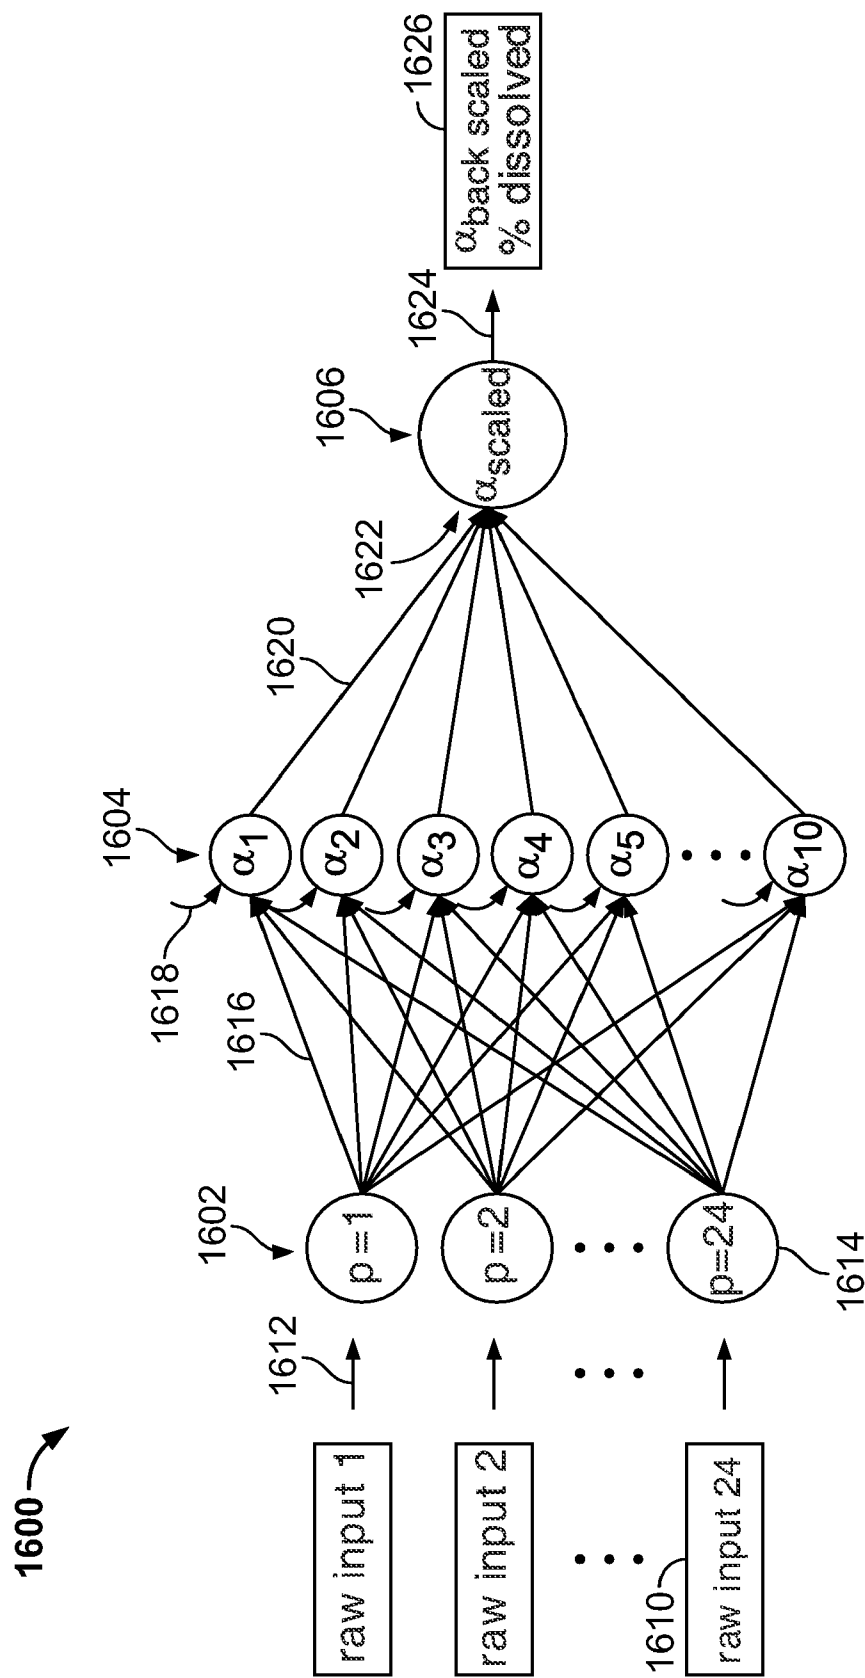 1600
raw input 1
raw input 2
raw input 24
1610
1612
1602
p=1
p=2
p=24
1614
1616
1618
1604
α1
α2
α3
α4
α5
α10
1620
1622
1606
αscaled
1624
αback scaled
% dissolved
1626